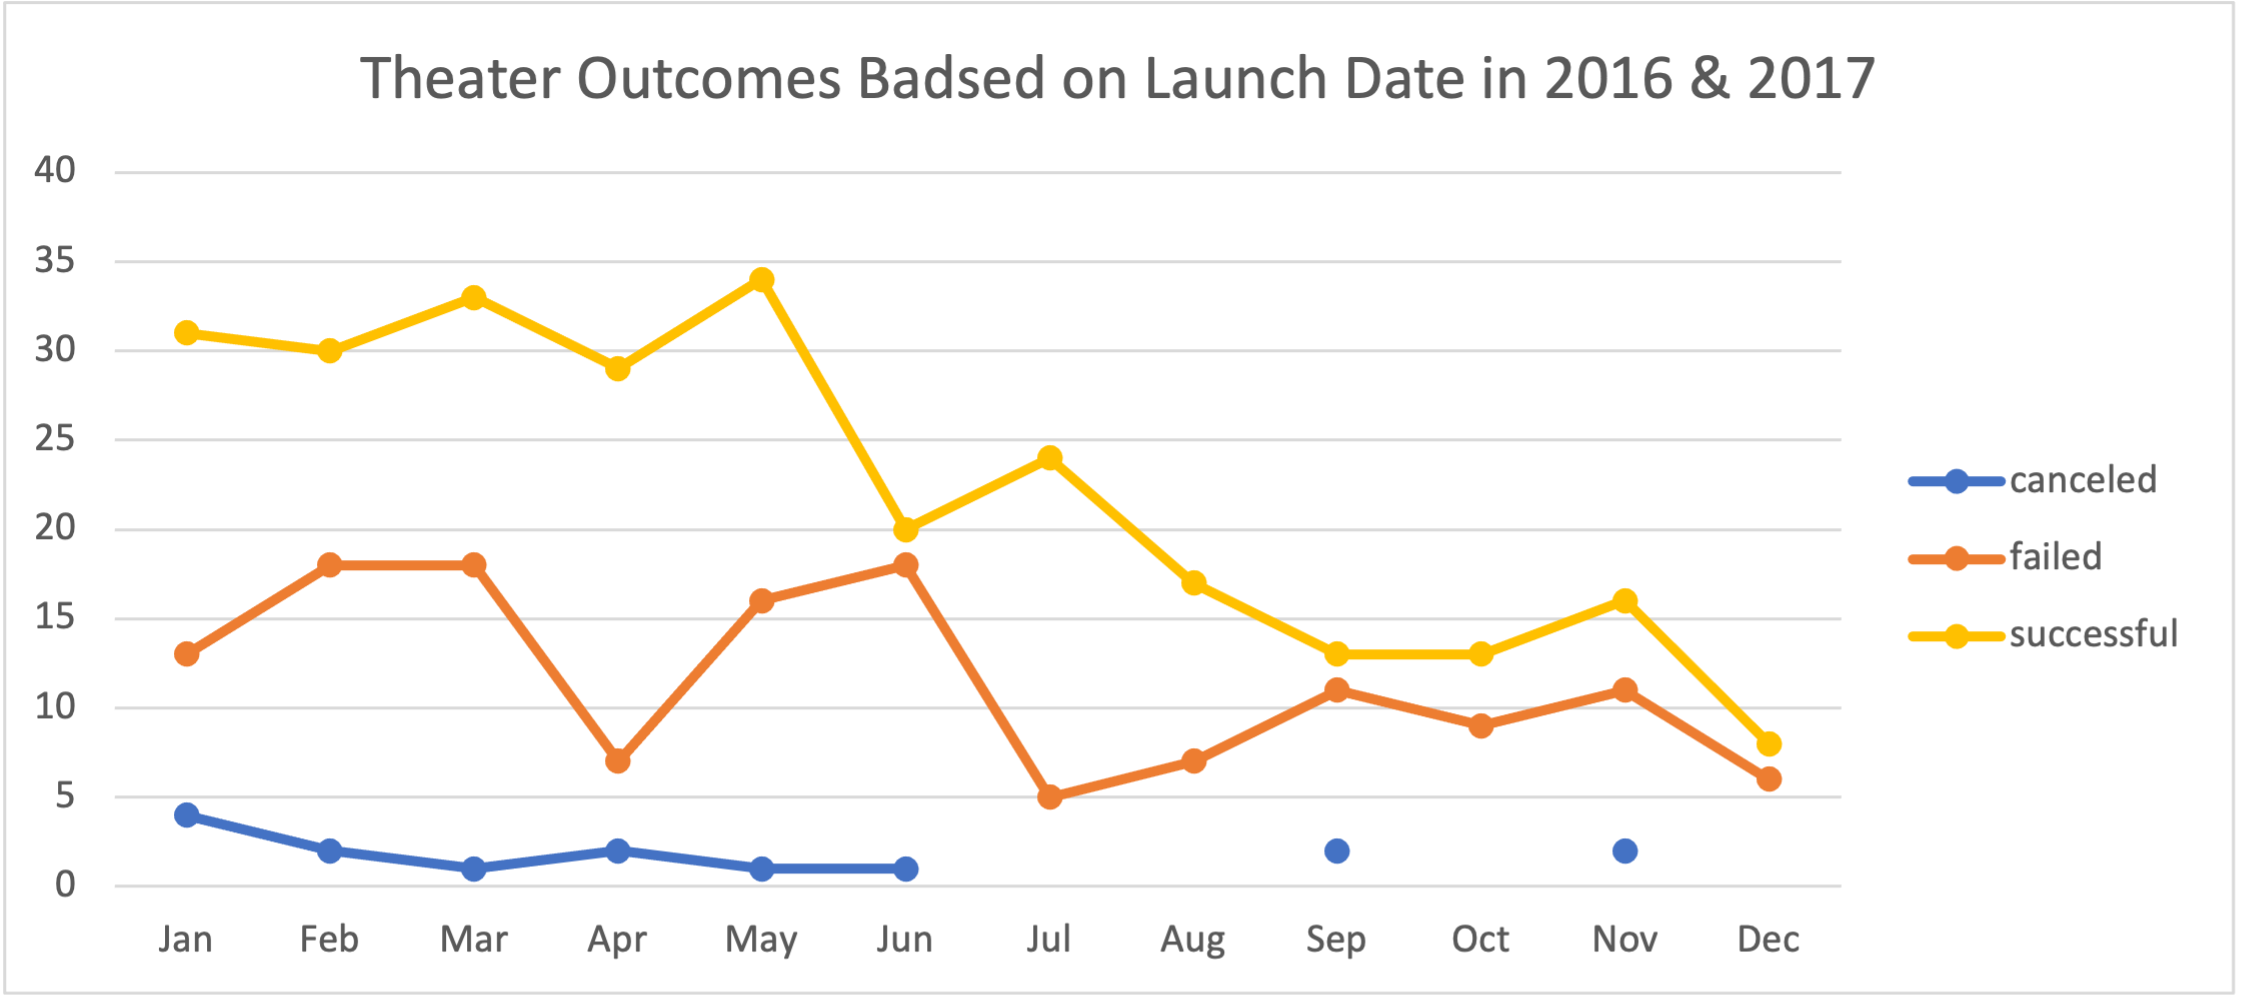 Theater Outcomes Badsed on Launch Date in 2016 & 2017
40
35
30
25
20
15
10
5
0
Jan Feb Mar Apr May Jun Jul Aug Sep Oct Nov Dec
canceled
failed
successful